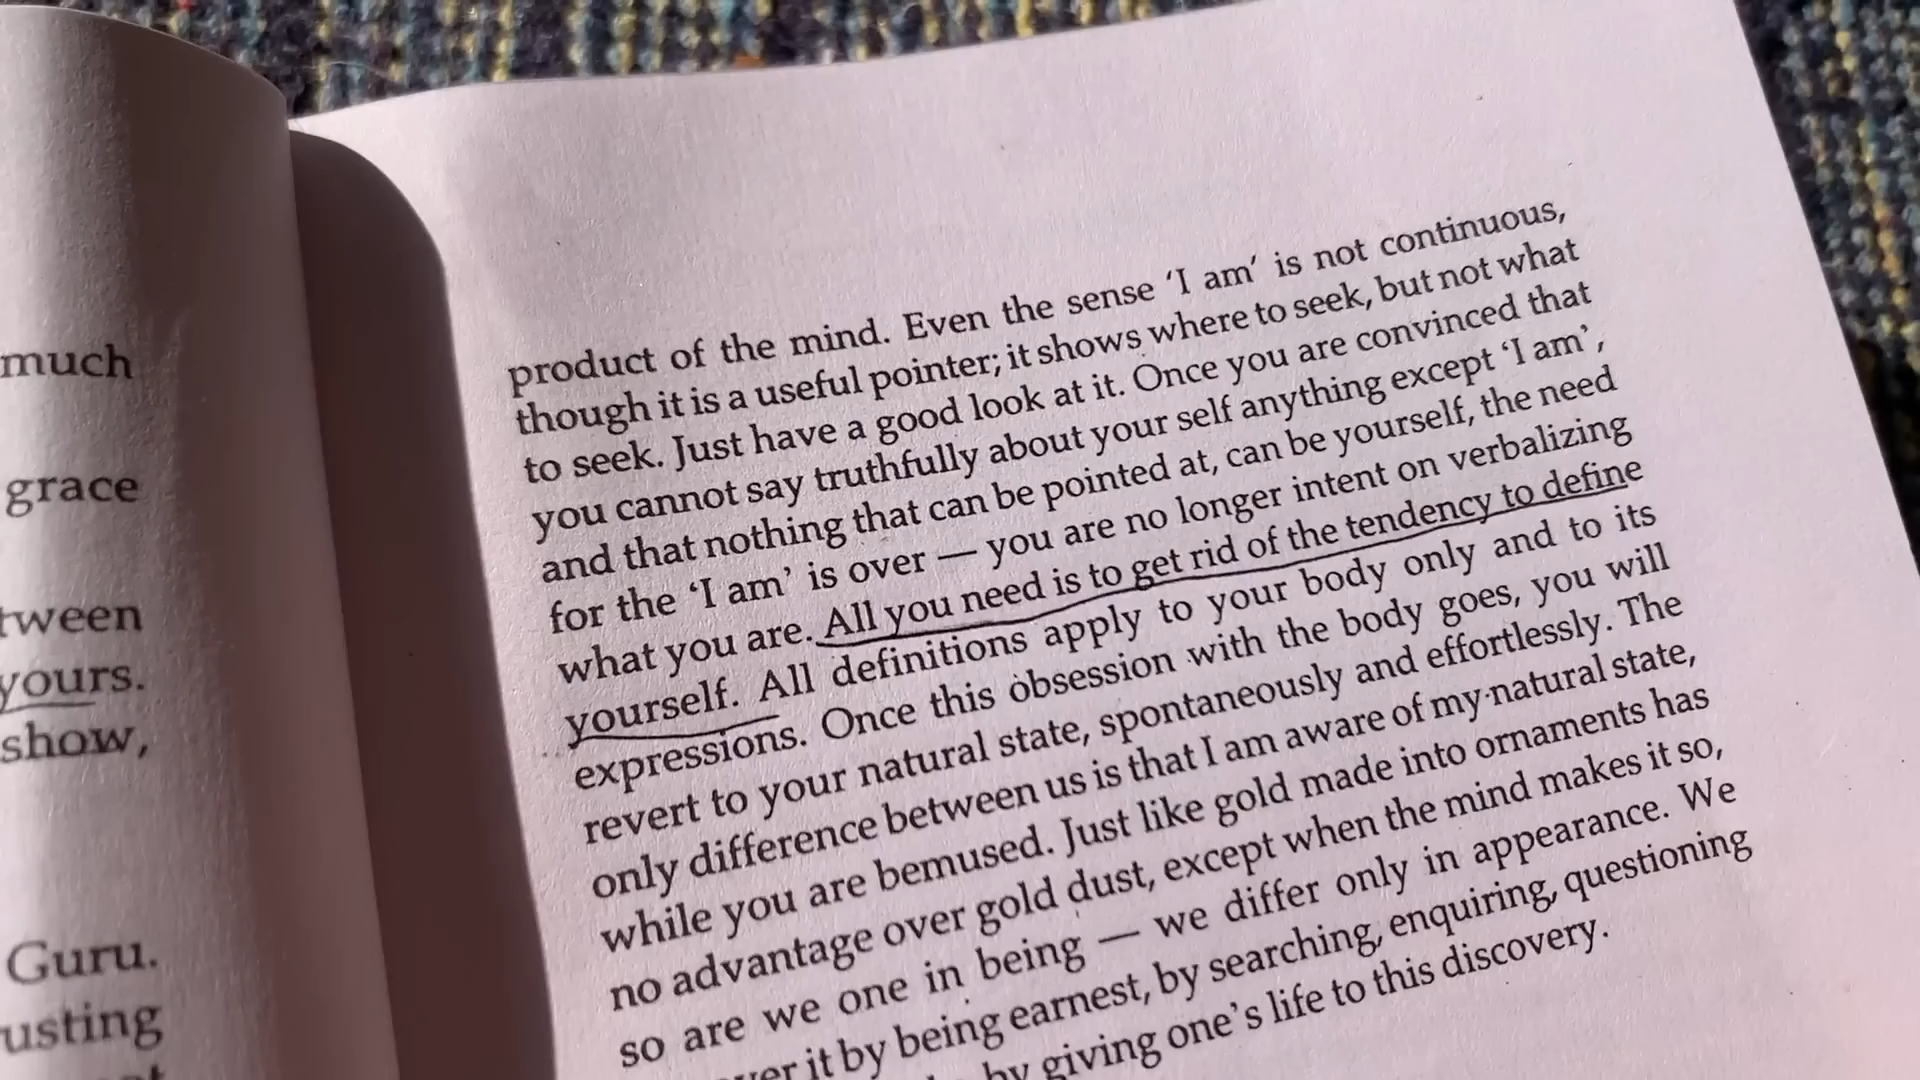 much
grace
yours.
show,
Guru.
product of the mind. Even the sense ‘I am’ is not continuous,
though it is a useful pointer; it shows where to seek, but not what
to seek. Just have a good look at it. Once you are convinced that
you cannot say truthfully about your self anything except ‘I am’,
and that nothing that can be pointed at, can be yourself, the need
for the ‘I am’ is over — you are no longer intent on verbalizing
what you are. All you need is to get rid of the tendency to define
yourself. All definitions apply to your body only and to its
expressions. Once this obsession with the body goes, you will
revert to your natural state, spontaneously and effortlessly. The
only difference between us is that I am aware of my natural state,
while you are bemused. Just like gold made into ornaments has
no advantage over gold dust, except when the mind makes it so,
so are we one in being — we differ only in appearance. We
it by being earnest, by searching, enquiring, questioning
by giving one’s life to this discovery.